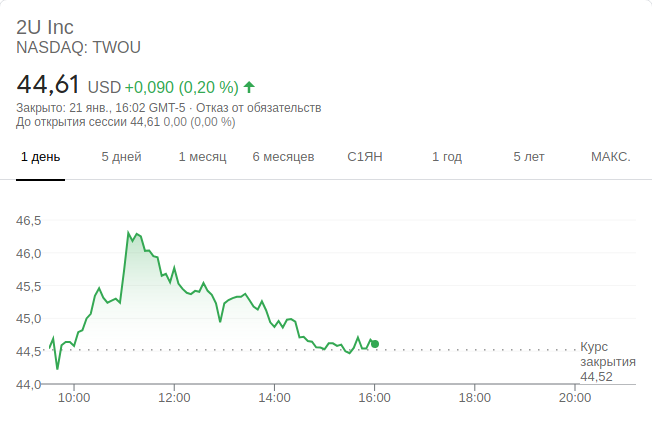 2U Inc
NASDAQ: TWOU
44,61 USD +0,090 (0,20 %)
Закрыто: 21 янв., 16:02 GMT-5 · Отказ от обязательств
До открытия сессии 44,61 0,00 (0,00 %)
1 день 5 дней 1 месяц 6 месяцев С1ЯН 1 год 5 лет МАКС.
46,5
46,0
45,5
45,0
44,5
Курс
закрытия
44,52
44,0
10:00 12:00 14:00 16:00 18:00 20:00